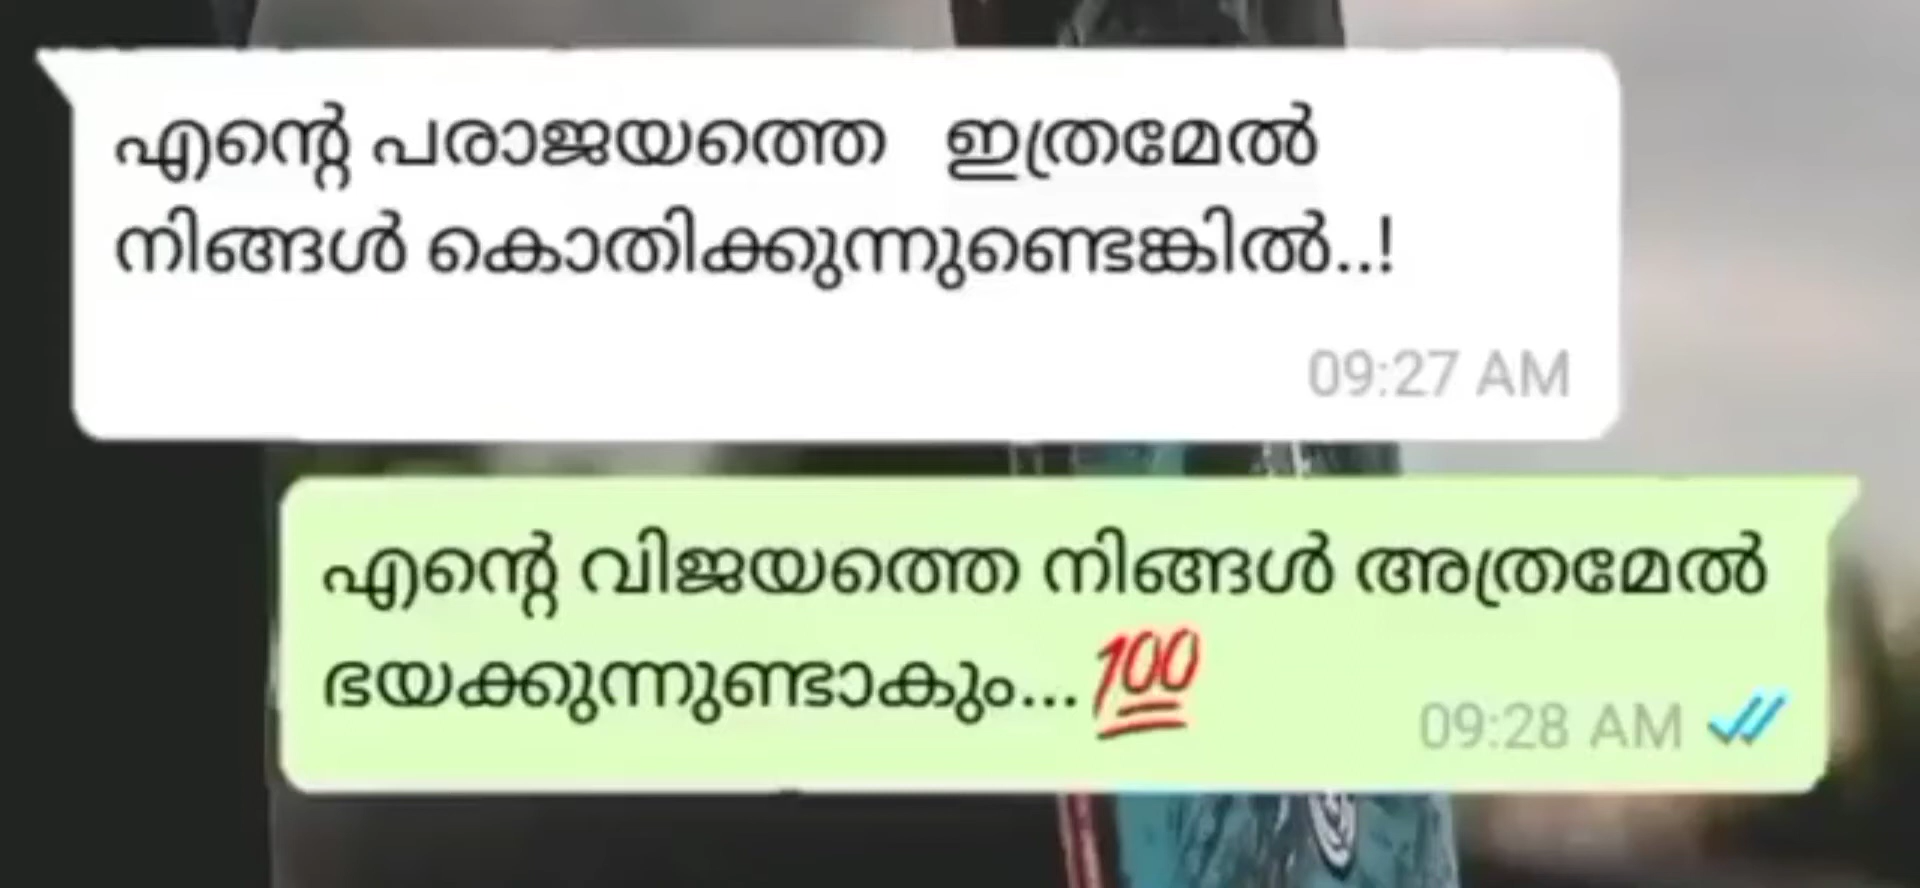 എന്റെ പരാജയത്തെ ഇത്രമേൽ
നിങ്ങൾ കൊതിക്കുന്നുണ്ടെങ്കിൽ..!
09:27 AM
എന്റെ വിജയത്തെ നിങ്ങൾ അത്രമേൽ
ഭയക്കുന്നുണ്ടാകും...💯
09:28 AM